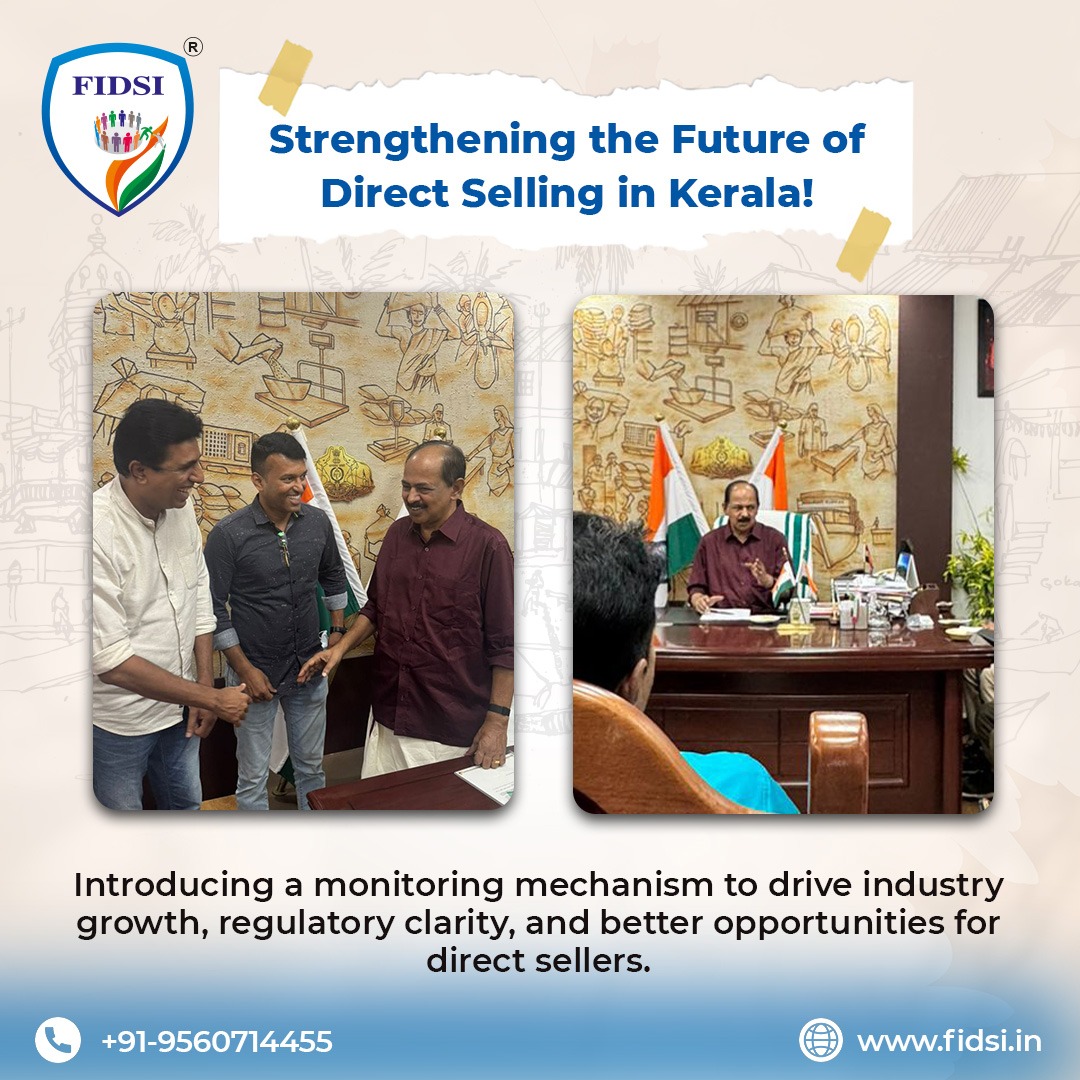 FIDSI
®
Strengthening the Future of
Direct Selling in Kerala!
Introducing a monitoring mechanism to drive industry
growth, regulatory clarity, and better opportunities for
direct sellers.
+91-9560714455
www.fidsi.in